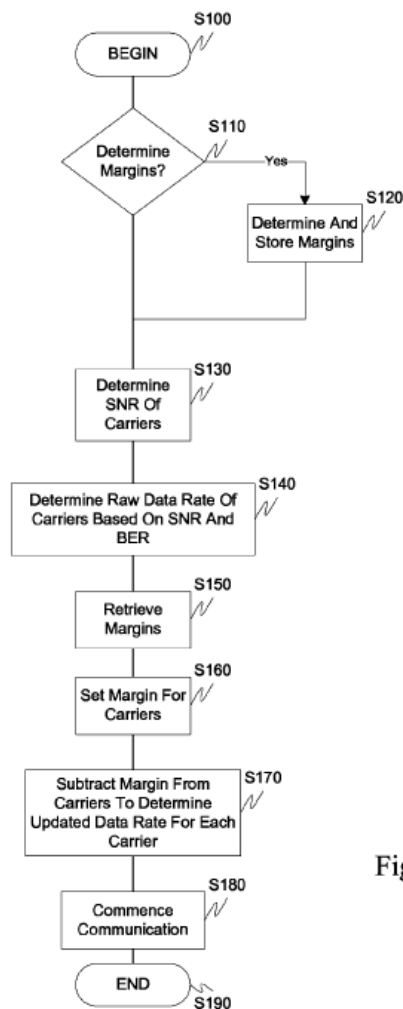 S100
BEGIN
S110
Determine
Margins?
Yes
S120
Determine And
Store Margins
S130
Determine
SNR Of
Carriers
S140
Determine Raw Data Rate Of
Carriers Based On SNR And
BER
S150
Retrieve
Margins
S160
Set Margin For
Carriers
S170
Subtract Margin From
Carriers To Determine
Updated Data Rate For Each
Carrier
Fig
S180
Commence
Communication
END
S190